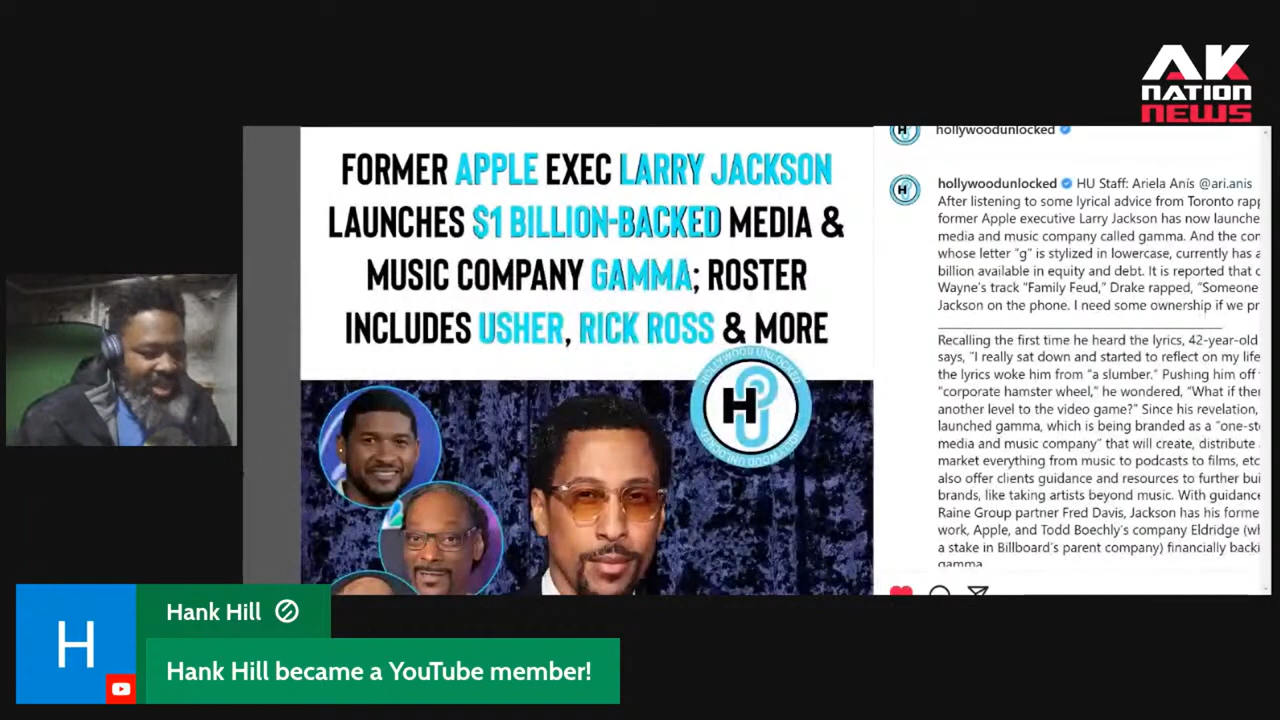 AK
NATION
NEWS
FORMER APPLE EXEC LARRY JACKSON
LAUNCHES $1 BILLION-BACKED MEDIA &
MUSIC COMPANY GAMMA; ROSTER
INCLUDES USHER, RICK ROSS & MORE
HOLLYWOOD UNLOCKED
HU
HOLLYWOOD UNLOCKED
hollywoodunlocked
hollywoodunlocked HU Staff: Ariela Anís @ari.anis
After listening to some lyrical advice from Toronto rapp
former Apple executive Larry Jackson has now launche
media and music company called gamma. And the con
whose letter “g” is stylized in lowercase, currently has a
billion available in equity and debt. It is reported that o
Wayne’s track “Family Feud,” Drake rapped, “Someone
Jackson on the phone. I need some ownership if we pr
Recalling the first time he heard the lyrics, 42-year-old
says, “I really sat down and started to reflect on my life
the lyrics woke him from “a slumber.” Pushing him off
“corporate hamster wheel,” he wondered, “What if ther
another level to the video game?” Since his revelation,
launched gamma, which is being branded as a “one-sto
media and music company” that will create, distribute
market everything from music to podcasts to films, etc
also offer clients guidance and resources to further bui
brands, like taking artists beyond music. With guidance
Raine Group partner Fred Davis, Jackson has his forme
work, Apple, and Todd Boechly’s company Eldridge (wh
a stake in Billboard’s parent company) financially backi
gamma
H
Hank Hill
Hank Hill became a YouTube member!